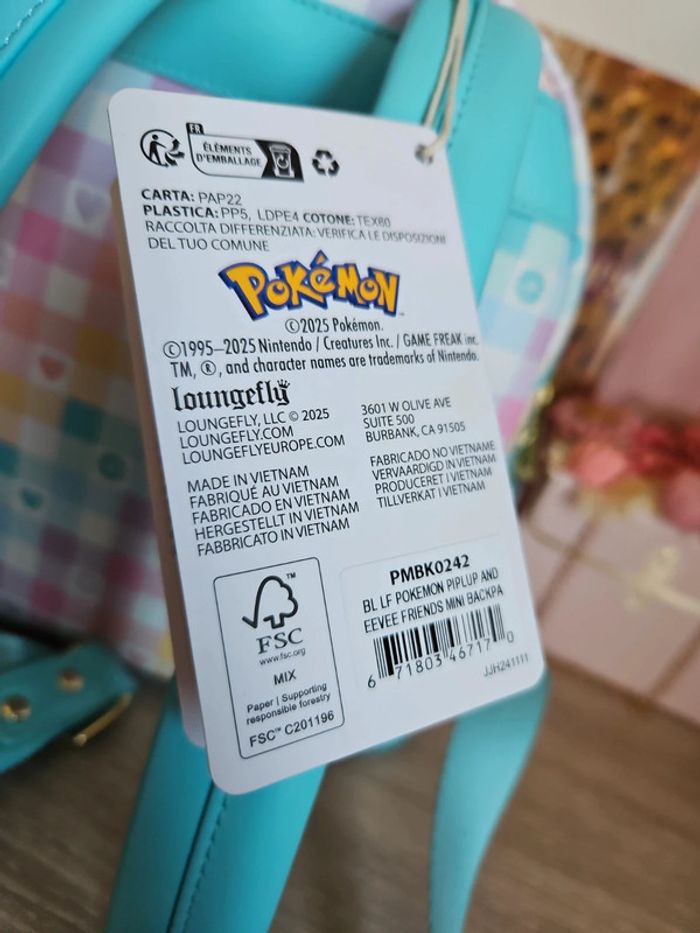 FR
ÉLÉMENTS
D'EMBALLAGE
CARTA: PAP22
PLASTICA: PP5, LDPE4 COTONE: TEX60
RACCOLTA DIFFERENZIATA: VERIFICA LE DISPOSIZIONI
DEL TUO COMUNE
POKéMON
©2025 Pokémon.
©1995–2025 Nintendo / Creatures Inc. / GAME FREAK inc.
TM, ®, and character names are trademarks of Nintendo.
loungefly
LOUNGEFLY, LLC © 2025
LOUNGEFLY.COM
LOUNGEFLYEUROPE.COM
3601 W OLIVE AVE
SUITE 500
BURBANK, CA 91505
MADE IN VIETNAM
FABRIQUÉ AU VIETNAM
FABRICADO EN VIETNAM
HERGESTELLT IN VIETNAM
FABBRICATO IN VIETNAM
FABRICADO NO VIETNAME
VERVAARDIGD IN VIETNAM
PRODUCERET I VIETNAM
TILLVERKAT I VIETNAM
FSC
www.fsc.org
MIX
Paper | Supporting
responsible forestry
FSC™ C201196
PMBK0242
BL LF POKEMON PIPLUP AND
EEVEE FRIENDS MINI BACKPA
6 71803 46717 0
JJH241111